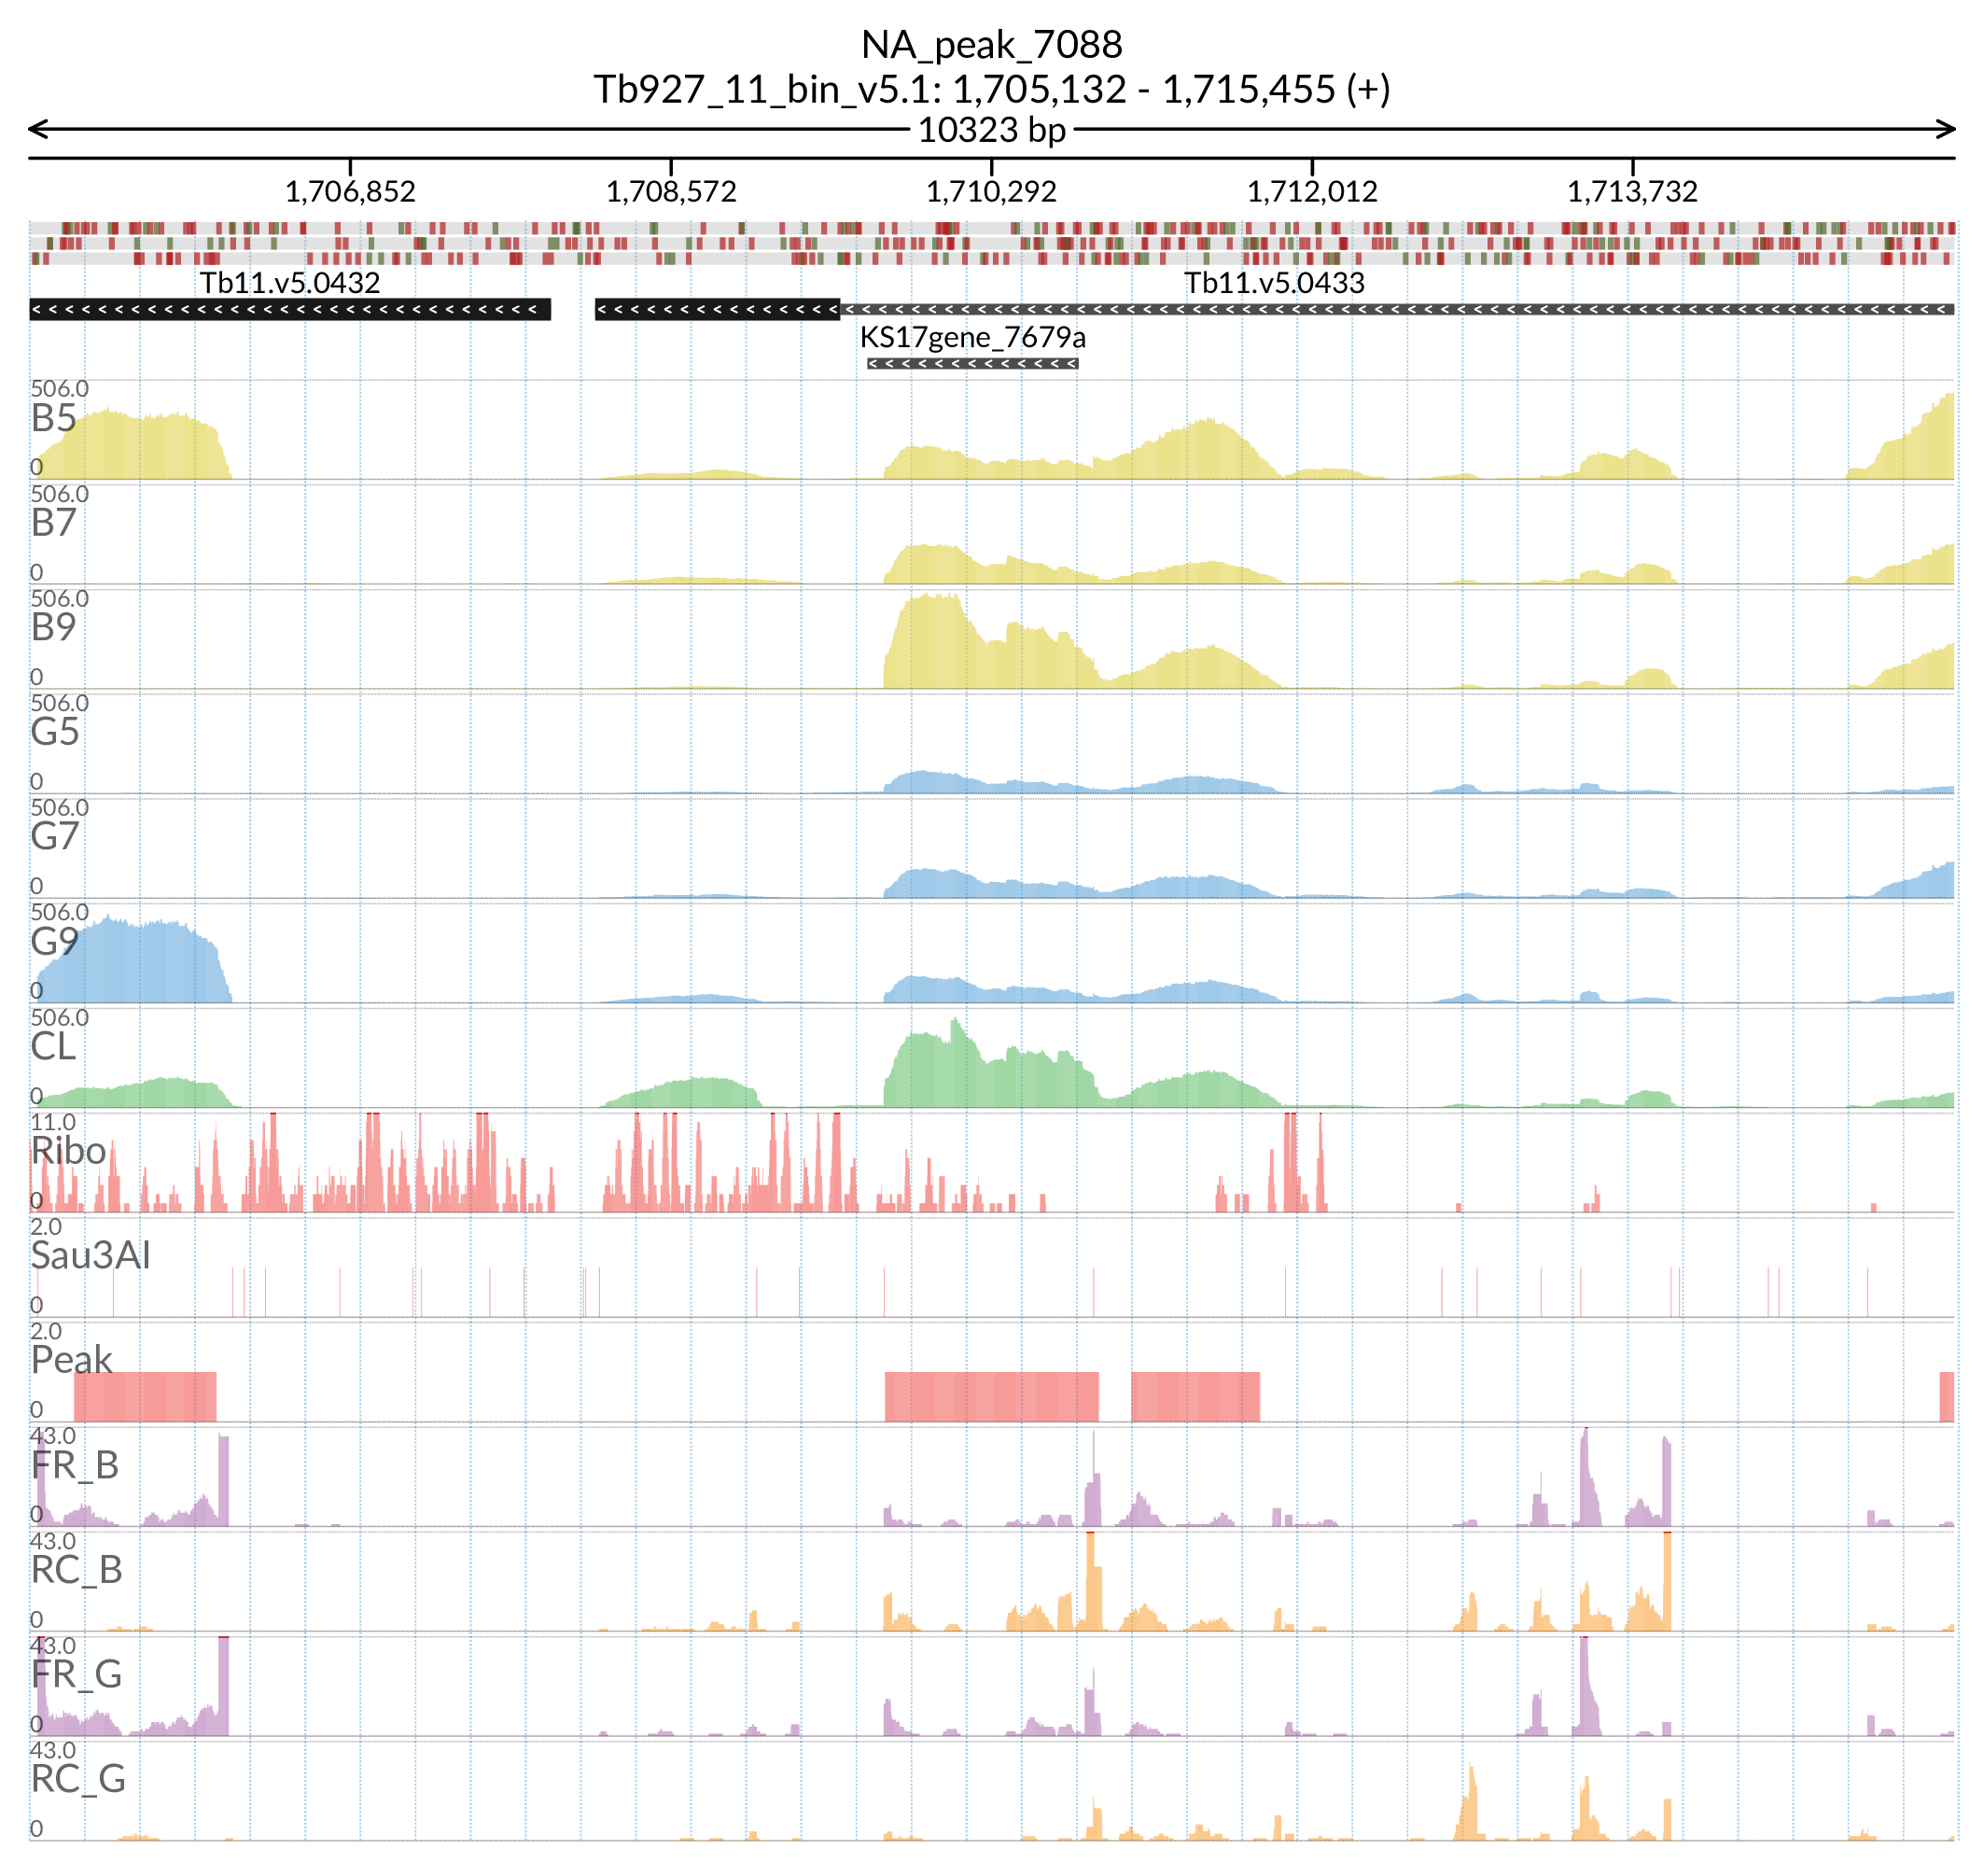 NA_peak_7088
Tb927_11_bin_v5.1: 1,705,132 - 1,715,455 (+)
10323 bp
1,706,852 1,708,572 1,710,292 1,712,012 1,713,732
Tb11.v5.0432 Tb11.v5.0433
KS17gene_7679a
506.0
B5
0
506.0
B7
0
506.0
B9
0
506.0
G5
0
506.0
G7
0
506.0
G9
0
506.0
CL
0
11.0
Ribo
0
2.0
Sau3AI
0
2.0
Peak
0
43.0
FR_B
0
43.0
RC_B
0
43.0
FR_G
0
43.0
RC_G
0